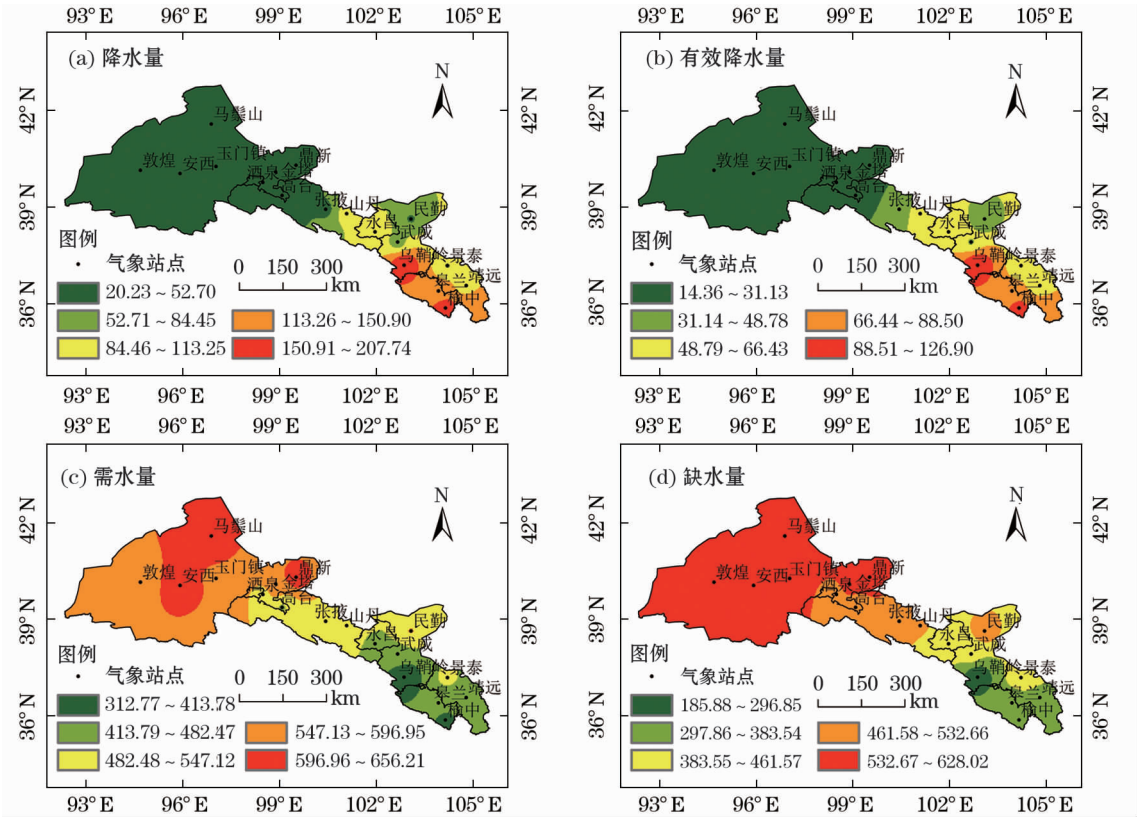 93° E 96° E 99° E 102° E 105° E
93° E 96° E 99° E 102° E 105° E
(a) 降水量
N
42° N
39° N
36° N
42° N
39° N
36° N
马鬃山
敦煌 安西 玉门镇 鼎新
酒泉 金塔
高台
张掖 山丹 民勤
永昌 武威
乌鞘岭 景泰
皋兰 靖远
榆中
图例
气象站点
0 150 300
km
20.23 ~ 52.70
52.71 ~ 84.45
84.46 ~ 113.25
113.26 ~ 150.90
150.91 ~ 207.74
(b) 有效降水量
N
42° N
39° N
36° N
42° N
39° N
36° N
马鬃山
敦煌 安西 玉门镇 鼎新
酒泉 金塔
高台
张掖 山丹 民勤
永昌 武威
乌鞘岭 景泰
皋兰 靖远
榆中
图例
气象站点
0 150 300
km
14.36 ~ 31.13
31.14 ~ 48.78
48.79 ~ 66.43
66.44 ~ 88.50
88.51 ~ 126.90
93° E 96° E 99° E 102° E 105° E
93° E 96° E 99° E 102° E 105° E
93° E 96° E 99° E 102° E 105° E
93° E 96° E 99° E 102° E 105° E
(c) 需水量
N
42° N
39° N
36° N
42° N
39° N
36° N
马鬃山
敦煌 安西 玉门镇 鼎新
酒泉 金塔
高台
张掖 山丹 民勤
永昌 武威
乌鞘岭 景泰
皋兰 靖远
榆中
图例
气象站点
0 150 300
km
312.77 ~ 413.78
413.79 ~ 482.47
482.48 ~ 547.12
547.13 ~ 596.95
596.96 ~ 656.21
(d) 缺水量
N
42° N
39° N
36° N
42° N
39° N
36° N
马鬃山
敦煌 安西 玉门镇 鼎新
酒泉 金塔
高台
张掖 山丹 民勤
永昌 武威
乌鞘岭 景泰
皋兰 靖远
榆中
图例
气象站点
0 150 300
km
185.88 ~ 296.85
297.86 ~ 383.54
383.55 ~ 461.57
461.58 ~ 532.66
532.67 ~ 628.02
93° E 96° E 99° E 102° E 105° E
93° E 96° E 99° E 102° E 105° E